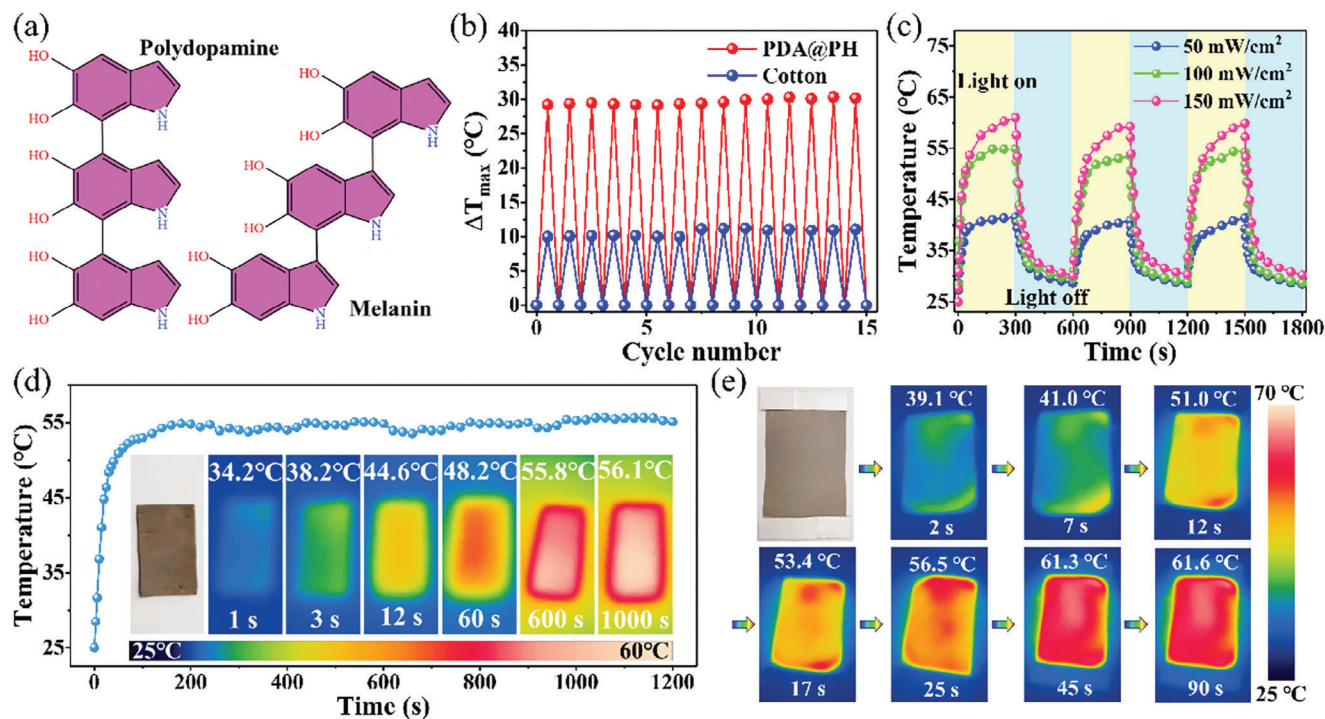 (a)
Polydopamine
HO
HO
NH
HO
HO
NH
HO
HO
NH
HO
HO
NH
HO
HO
NH
HO
HO
NH
Melanin
(b)
PDA@PH
Cotton
ΔTmax (°C)
40
35
30
25
20
15
10
5
0
0 5 10 15
Cycle number
(c)
50 mW/cm²
100 mW/cm²
150 mW/cm²
Light on
Light off
Temperature (°C)
75
65
55
45
35
25
0 300 600 900 1200 1500 1800
Time (s)
(d)
Temperature (°C)
55
45
35
25
34.2°C 38.2°C 44.6°C 48.2°C 55.8°C 56.1°C
1 s 3 s 12 s 60 s 600 s 1000 s
25°C 60°C
0 200 400 600 800 1000 1200
Time (s)
(e)
39.1 °C 41.0 °C 51.0 °C
2 s 7 s 12 s
53.4 °C 56.5 °C 61.3 °C 61.6 °C
17 s 25 s 45 s 90 s
70 °C
25 °C